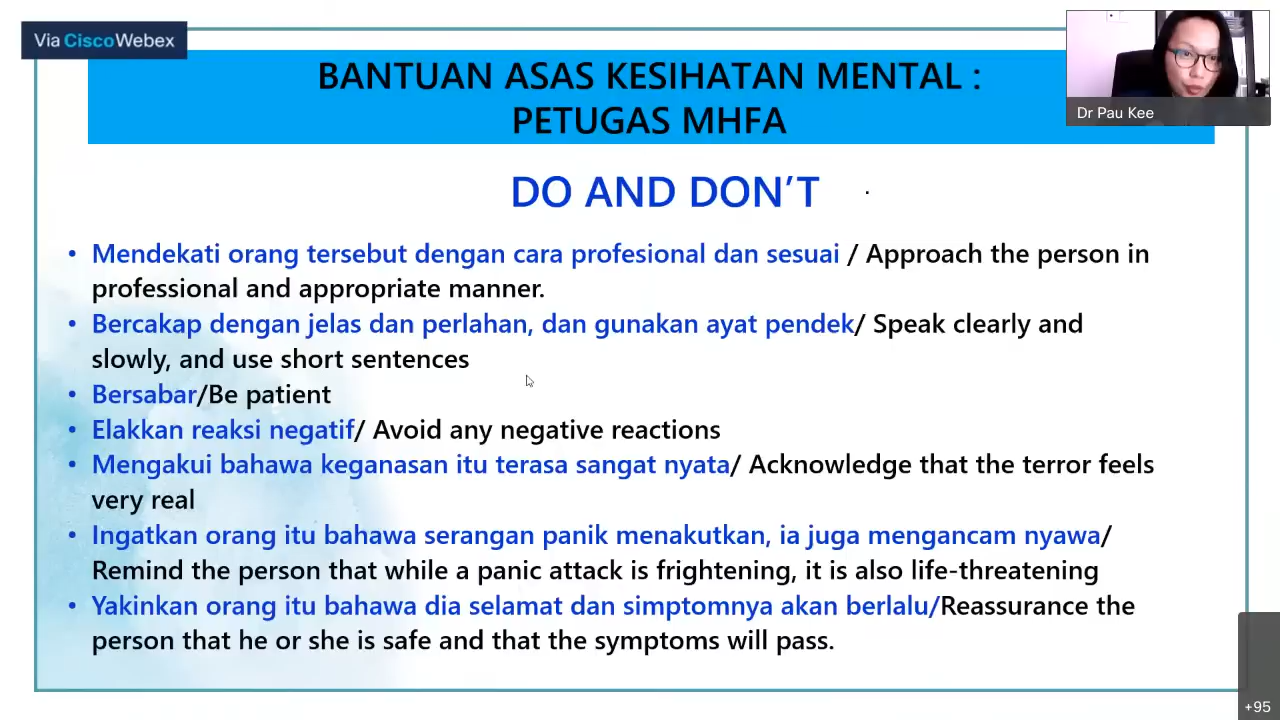 Via CiscoWebex
BANTUAN ASAS KESIHATAN MENTAL :
PETUGAS MHFA
Dr Pau Kee
DO AND DON’T .
• Mendekati orang tersebut dengan cara profesional dan sesuai / Approach the person in
professional and appropriate manner.
• Bercakap dengan jelas dan perlahan, dan gunakan ayat pendek/ Speak clearly and
slowly, and use short sentences
• Bersabar/Be patient
• Elakkan reaksi negatif/ Avoid any negative reactions
• Mengakui bahawa keganasan itu terasa sangat nyata/ Acknowledge that the terror feels
very real
• Ingatkan orang itu bahawa serangan panik menakutkan, ia juga mengancam nyawa/
Remind the person that while a panic attack is frightening, it is also life-threatening
• Yakinkan orang itu bahawa dia selamat dan simptomnya akan berlalu/Reassurance the
person that he or she is safe and that the symptoms will pass.
+95